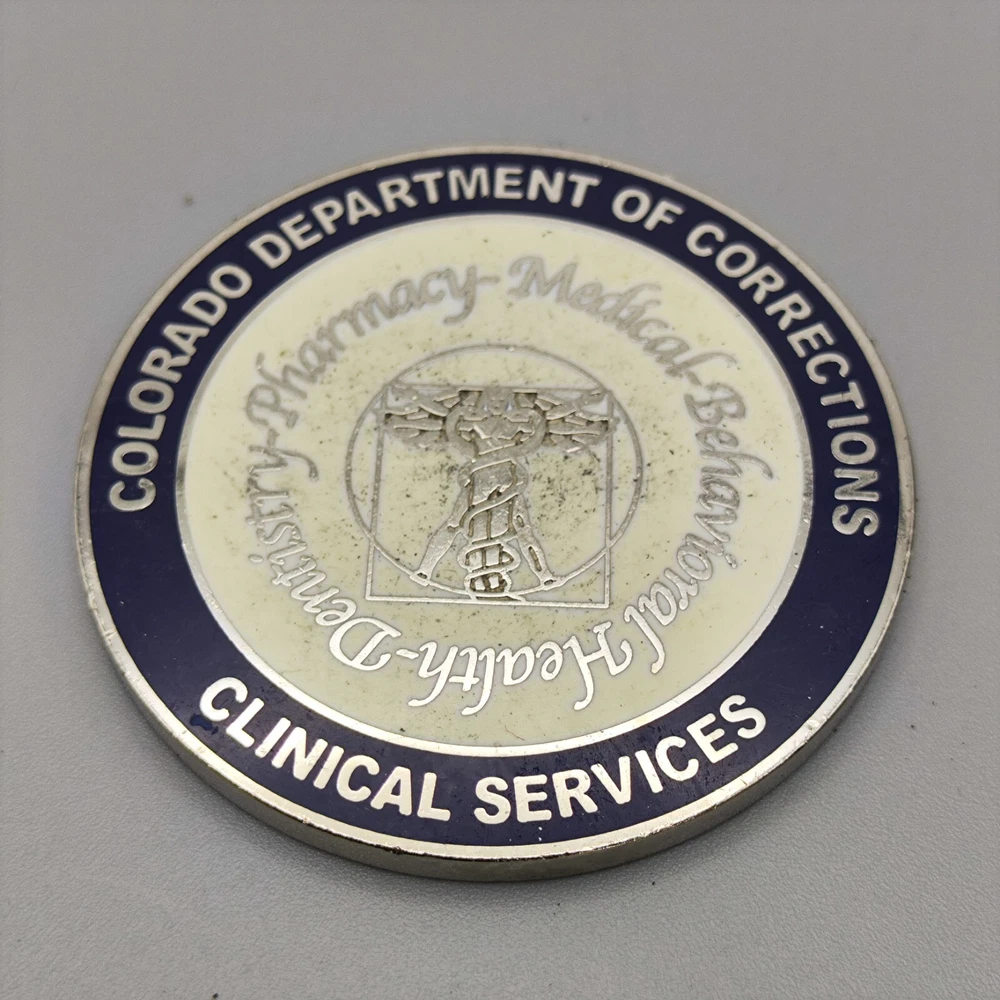 COLORADO DEPARTMENT OF CORRECTIONS
CLINICAL SERVICES
Pharmacy-Medical-Behavioral Health-Dentistry-